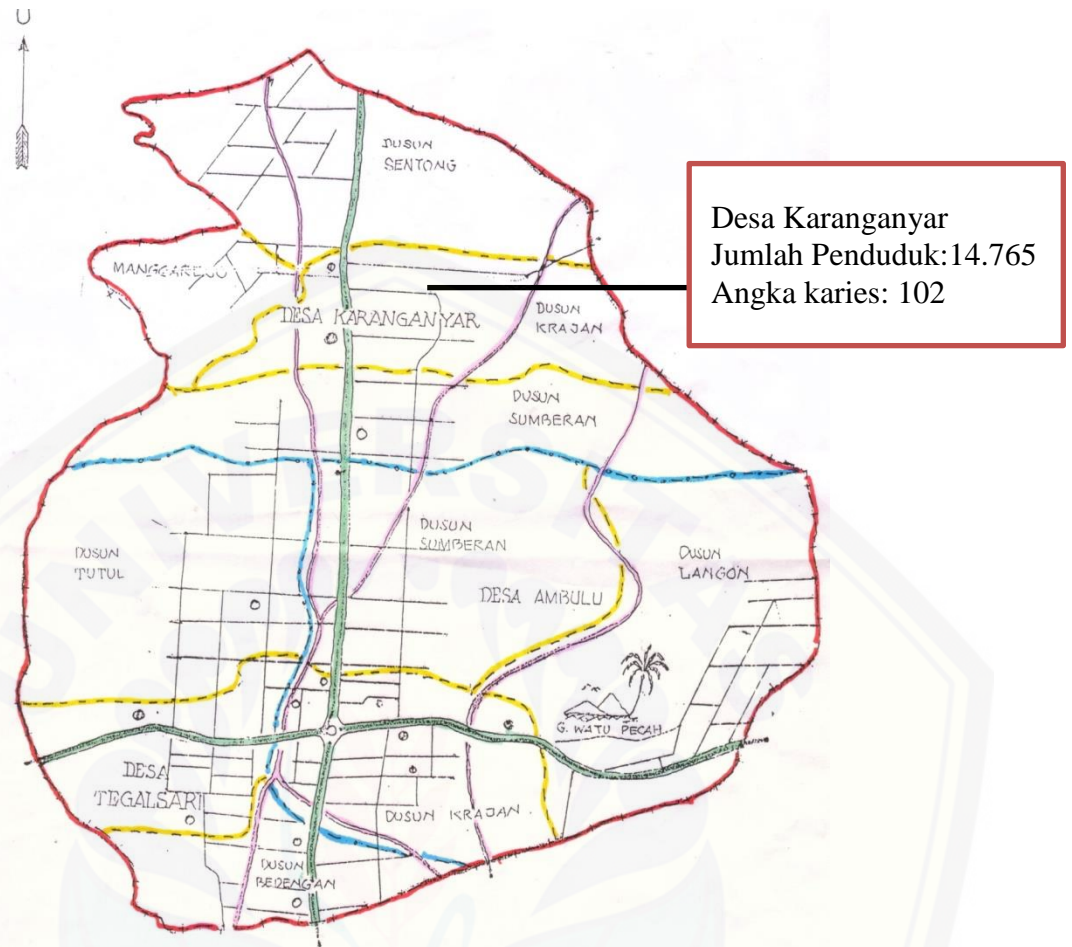 U
DUSUN
SENTONG
Desa Karanganyar
Jumlah Penduduk:14.765
Angka karies: 102
MANGGAREJO
DESA KARANGANYAR
DUSUN
KRAJAN
DUSUN
SUMBERAN
DUSUN
SUMBERAN
DUSUN
TUTUL
DUSUN
LANGON
DESA AMBULU
G. WATU PECAH
DESA
TEGALSARI
DUSUN KRAJAN
DUSUN
BEDENGAN
UNIVERSITAS